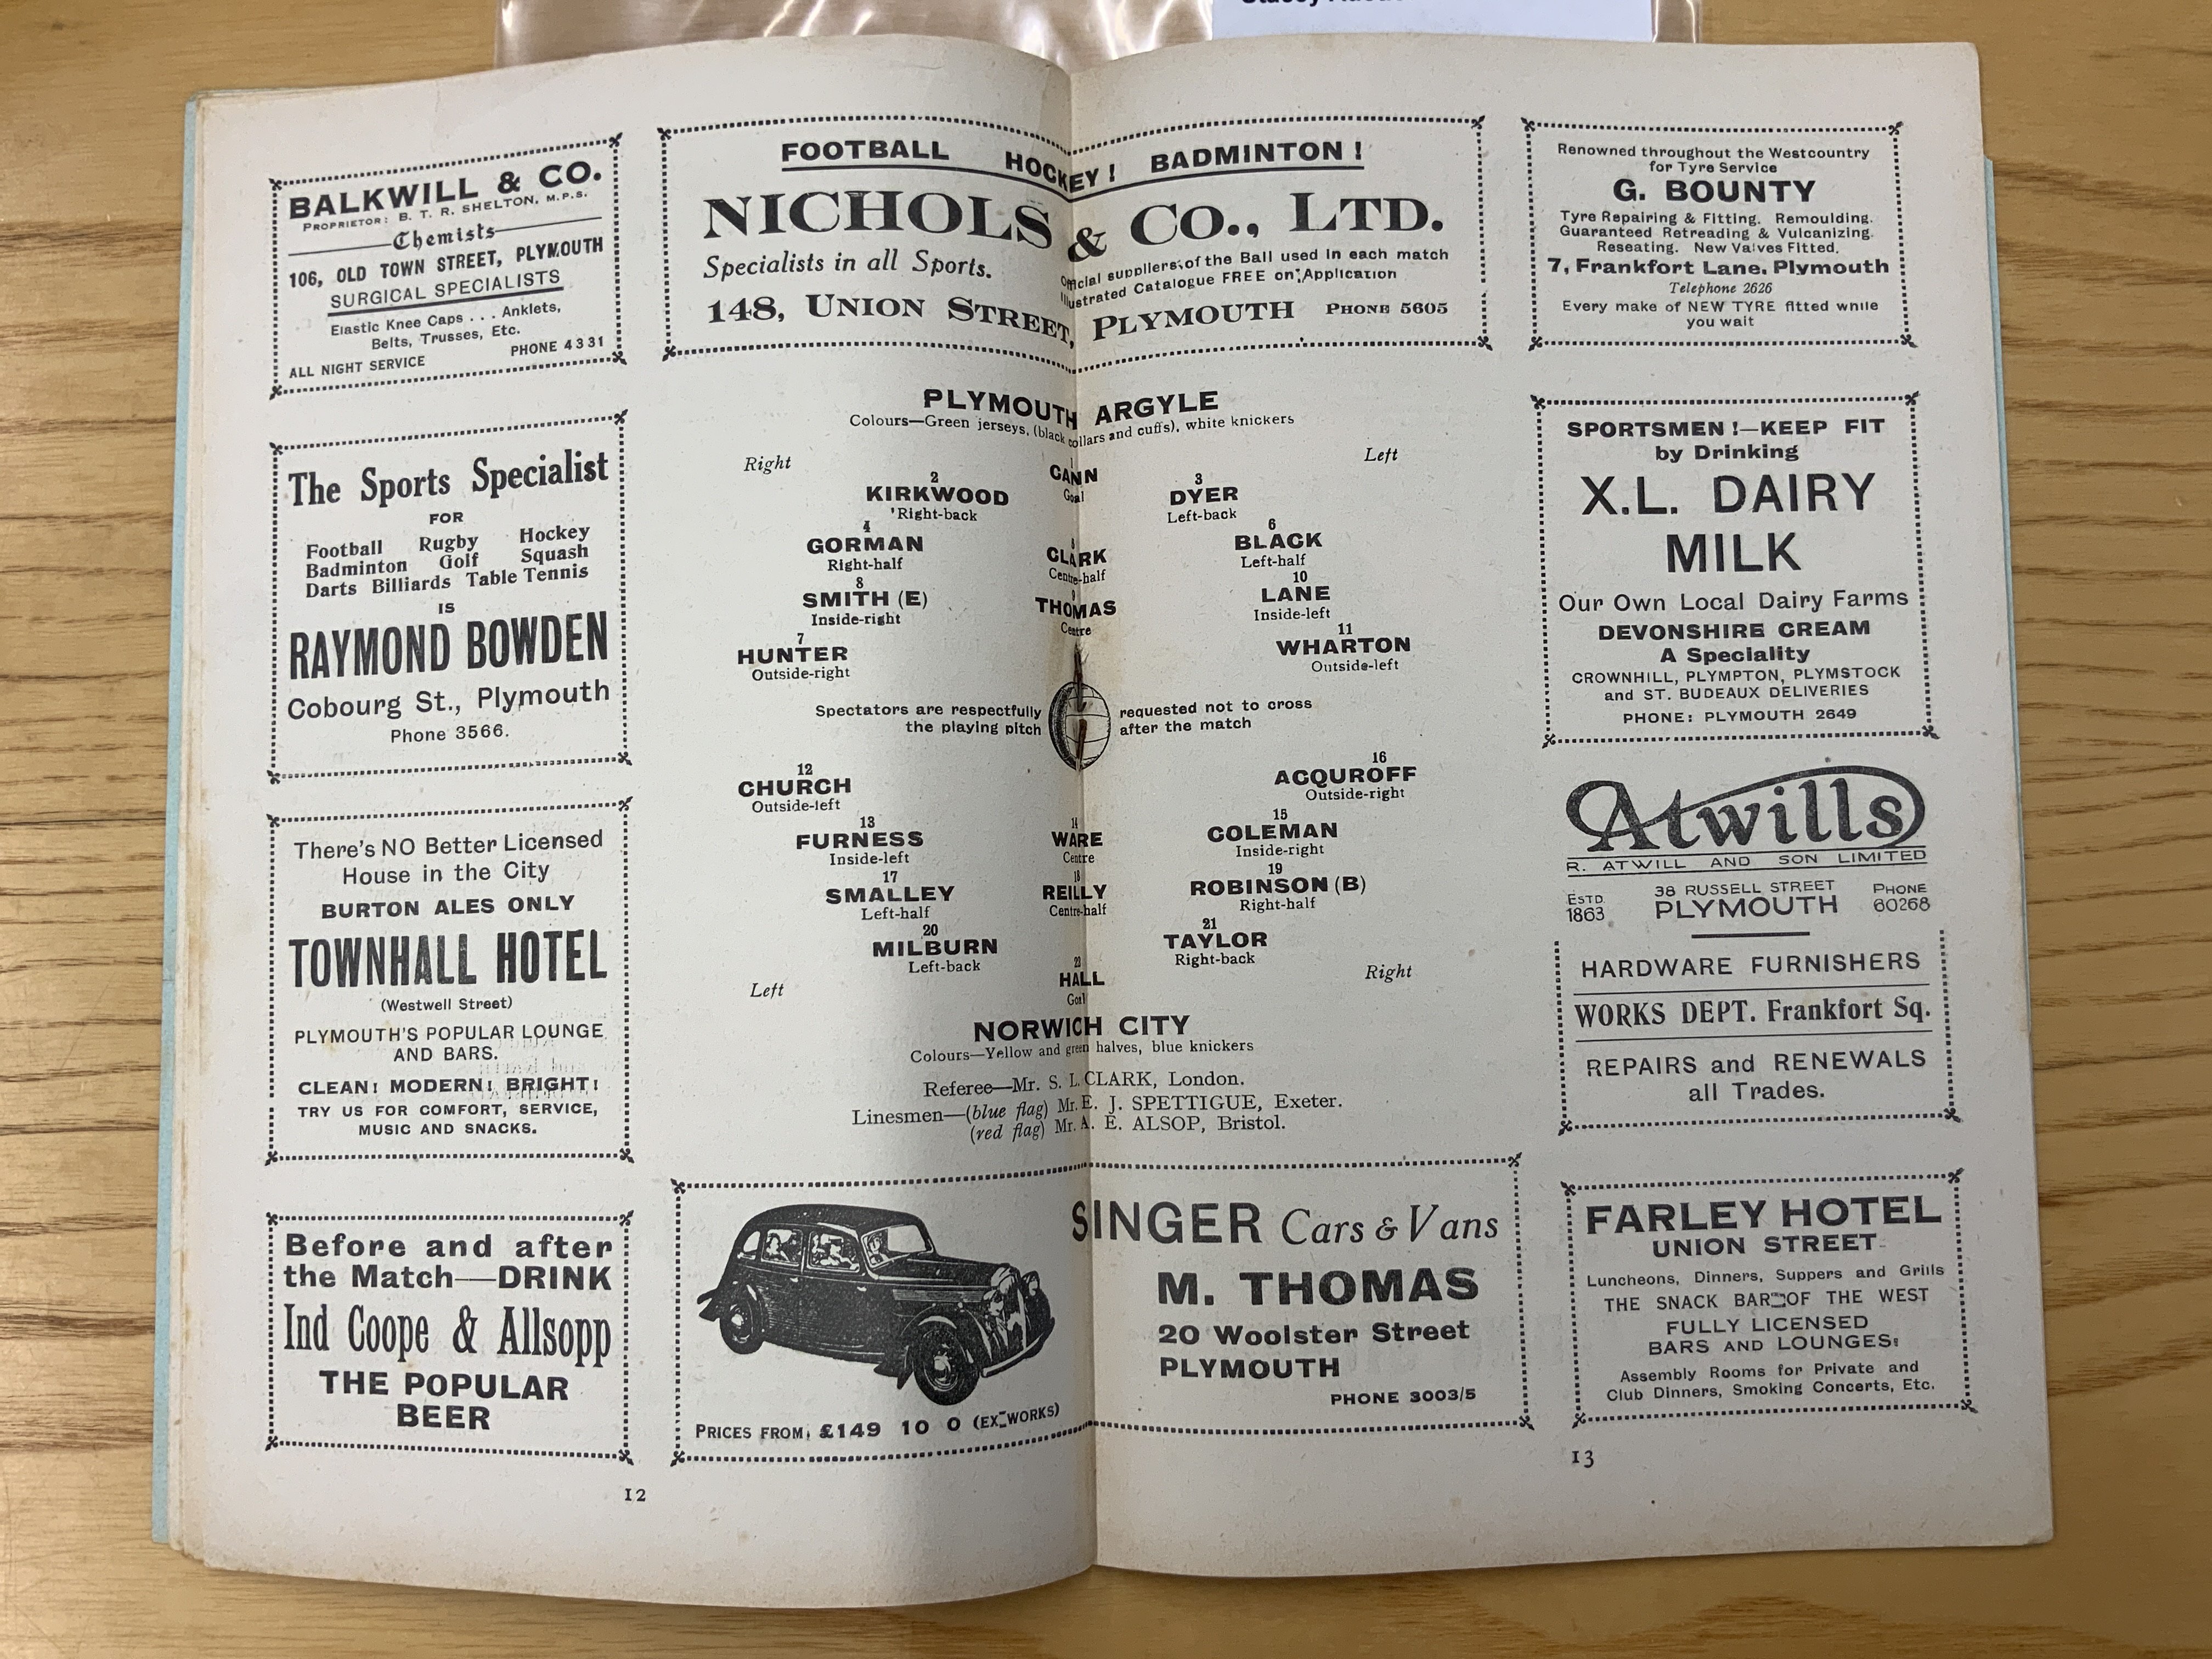 BALKWILL & CO.
PROPRIETOR: B. T. R. SHELTON, M.P.S.
Chemists
106, OLD TOWN STREET, PLYMOUTH
SURGICAL SPECIALISTS
Elastic Knee Caps . . . Anklets,
Belts, Trusses, Etc.
ALL NIGHT SERVICE PHONE 4331
The Sports Specialist
FOR
Football Rugby Hockey
Badminton Golf Squash
Darts Billiards Table Tennis
IS
RAYMOND BOWDEN
Cobourg St., Plymouth
Phone 3566.
There's NO Better Licensed
House in the City
BURTON ALES ONLY
TOWNHALL HOTEL
(Westwell Street)
PLYMOUTH'S POPULAR LOUNGE
AND BARS.
CLEAN! MODERN! BRIGHT!
TRY US FOR COMFORT, SERVICE,
MUSIC AND SNACKS.
Before and after
the Match—DRINK
Ind Coope & Allsopp
THE POPULAR
BEER
12
FOOTBALL HOCKEY! BADMINTON!
NICHOLS & CO., LTD.
Specialists in all Sports.
Official suppliers of the Ball used in each match
Illustrated Catalogue FREE on Application
148, UNION STREET, PLYMOUTH PHONE 5605
PLYMOUTH ARGYLE
Colours—Green jerseys, (black collars and cuffs), white knickers
Right Left
1
CANN
Goal
2 3
KIRKWOOD DYER
Right-back Left-back
4 5 6
GORMAN CLARK BLACK
Right-half Centre-half Left-half
8 9 10
SMITH (E) THOMAS LANE
Inside-right Centre Inside-left
7 11
HUNTER WHARTON
Outside-right Outside-left
Spectators are respectfully requested not to cross
the playing pitch after the match
12 16
CHURCH ACQUROFF
Outside-left Outside-right
13 14 15
FURNESS WARE COLEMAN
Inside-left Centre Inside-right
17 18 19
SMALLEY REILLY ROBINSON (B)
Left-half Centre-half Right-half
20 21
MILBURN TAYLOR
Left-back Right-back
22
HALL
Goal
Left Right
NORWICH CITY
Colours—Yellow and green halves, blue knickers
Referee—Mr. S. L. CLARK, London.
Linesmen—(blue flag) Mr. E. J. SPETTIGUE, Exeter.
(red flag) Mr. A. E. ALSOP, Bristol.
SINGER Cars & Vans
M. THOMAS
20 Woolster Street
PLYMOUTH
PHONE 3003/5
PRICES FROM £149 10 0 (EX-WORKS)
Renowned throughout the Westcountry
for Tyre Service
G. BOUNTY
Tyre Repairing & Fitting. Remoulding.
Guaranteed Retreading & Vulcanizing.
Reseating. New Valves Fitted.
7, Frankfort Lane, Plymouth
Telephone 2626
Every make of NEW TYRE fitted while
you wait
SPORTSMEN!—KEEP FIT
by Drinking
X.L. DAIRY
MILK
Our Own Local Dairy Farms
DEVONSHIRE CREAM
A Speciality
CROWNHILL, PLYMPTON, PLYMSTOCK
and ST. BUDEAUX DELIVERIES
PHONE: PLYMOUTH 2649
Atwills
R. ATWILL AND SON LIMITED
ESTD 1863 38 RUSSELL STREET PLYMOUTH PHONE 60268
HARDWARE FURNISHERS
WORKS DEPT. Frankfort Sq.
REPAIRS and RENEWALS
all Trades.
FARLEY HOTEL
UNION STREET
Luncheons, Dinners, Suppers and Grills
THE SNACK BAR OF THE WEST
FULLY LICENSED
BARS AND LOUNGES.
Assembly Rooms for Private and
Club Dinners, Smoking Concerts, Etc.
13